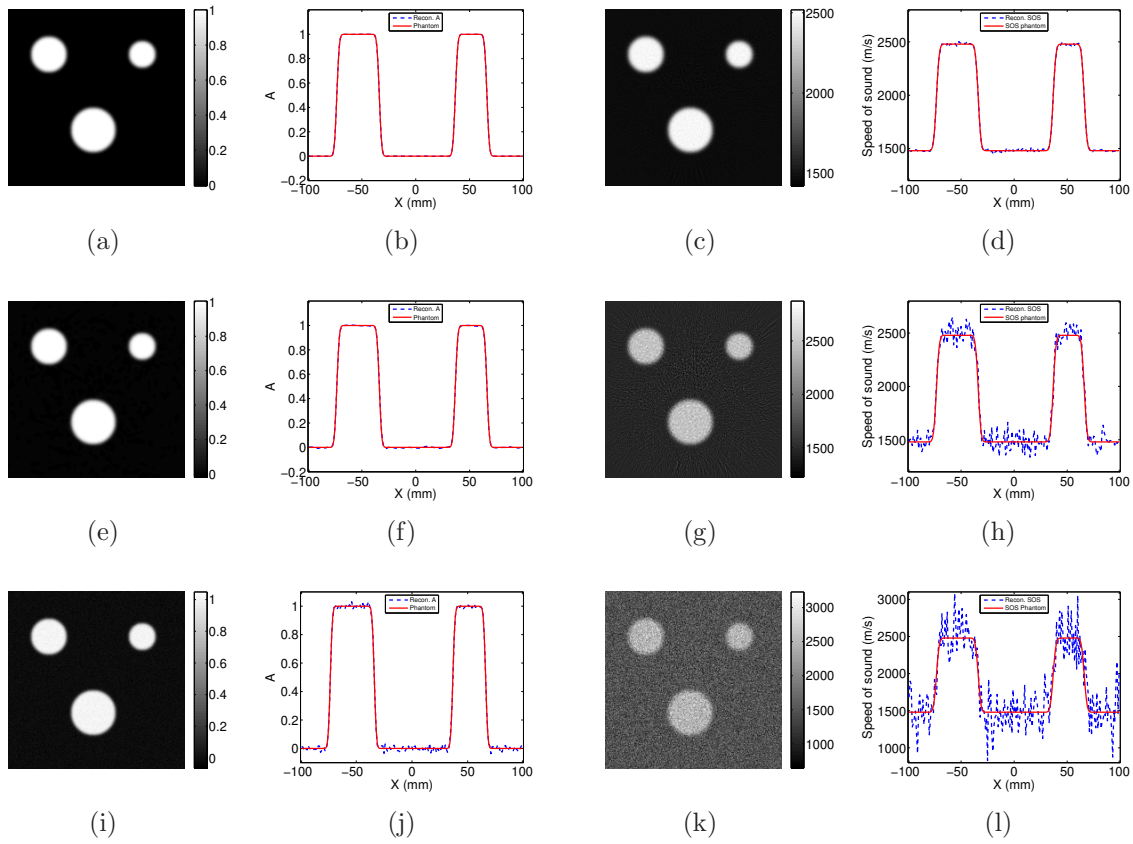 1
0.8
0.6
0.4
0.2
0
(a)
1
0.8
0.6
0.4
0.2
0
−0.2
A
Recon. A
Phantom
−100 −50 0 50 100
X (mm)
(b)
2500
2000
1500
(c)
2500
2000
1500
Speed of sound (m/s)
Recon. SOS
SOS phantom
−100 −50 0 50 100
X (mm)
(d)
1
0.8
0.6
0.4
0.2
0
(e)
1
0.8
0.6
0.4
0.2
0
−0.2
A
Recon. A
Phantom
−100 −50 0 50 100
X (mm)
(f)
2500
2000
1500
(g)
2500
2000
1500
Speed of sound (m/s)
Recon. SOS
SOS phantom
−100 −50 0 50 100
X (mm)
(h)
1
0.8
0.6
0.4
0.2
0
(i)
1
0.8
0.6
0.4
0.2
0
A
Recon. A
Phantom
−100 −50 0 50 100
X (mm)
(j)
3000
2500
2000
1500
1000
(k)
3000
2500
2000
1500
1000
Speed of sound (m/s)
Recon. SOS
SOS Phantom
−100 −50 0 50 100
X (mm)
(l)